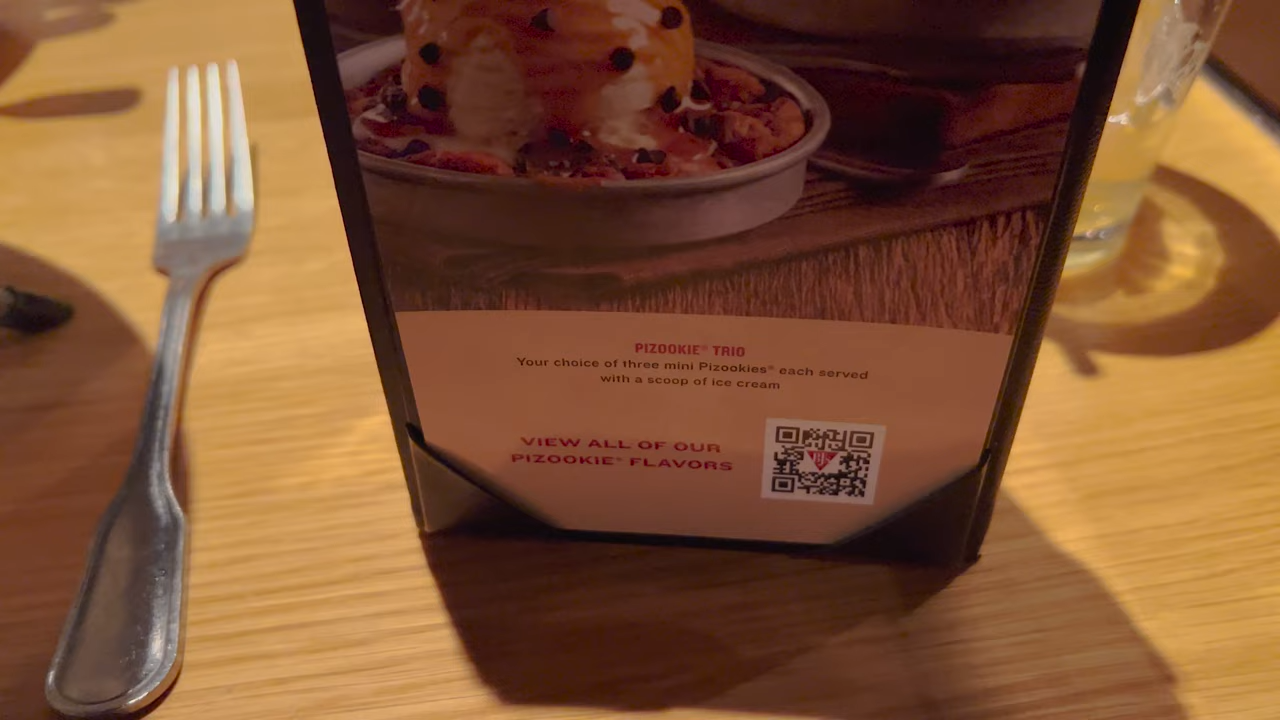 PIZOOKIE® TRIO
Your choice of three mini Pizookies® each served
with a scoop of ice cream
VIEW ALL OF OUR
PIZOOKIE® FLAVORS